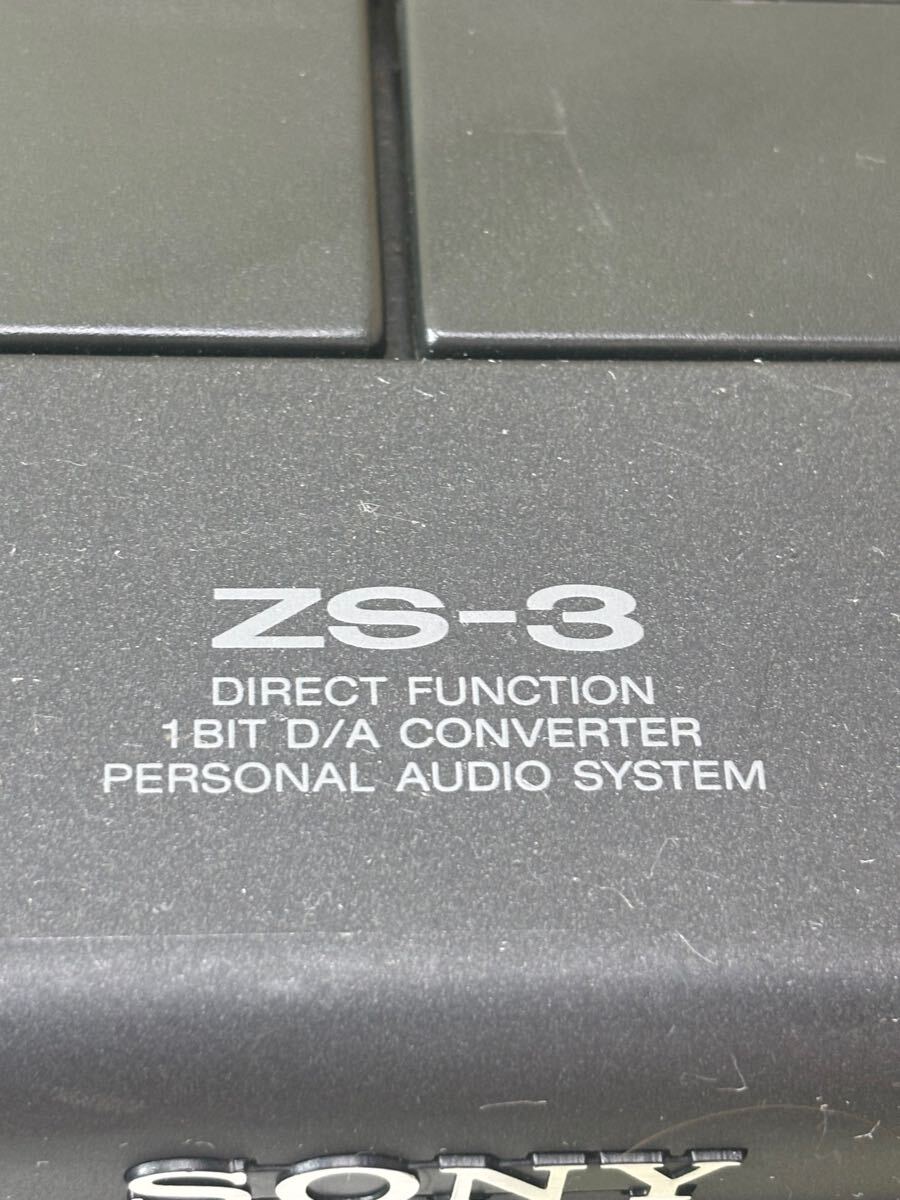 ZS-3
DIRECT FUNCTION
1 BIT D/A CONVERTER
PERSONAL AUDIO SYSTEM
SONY